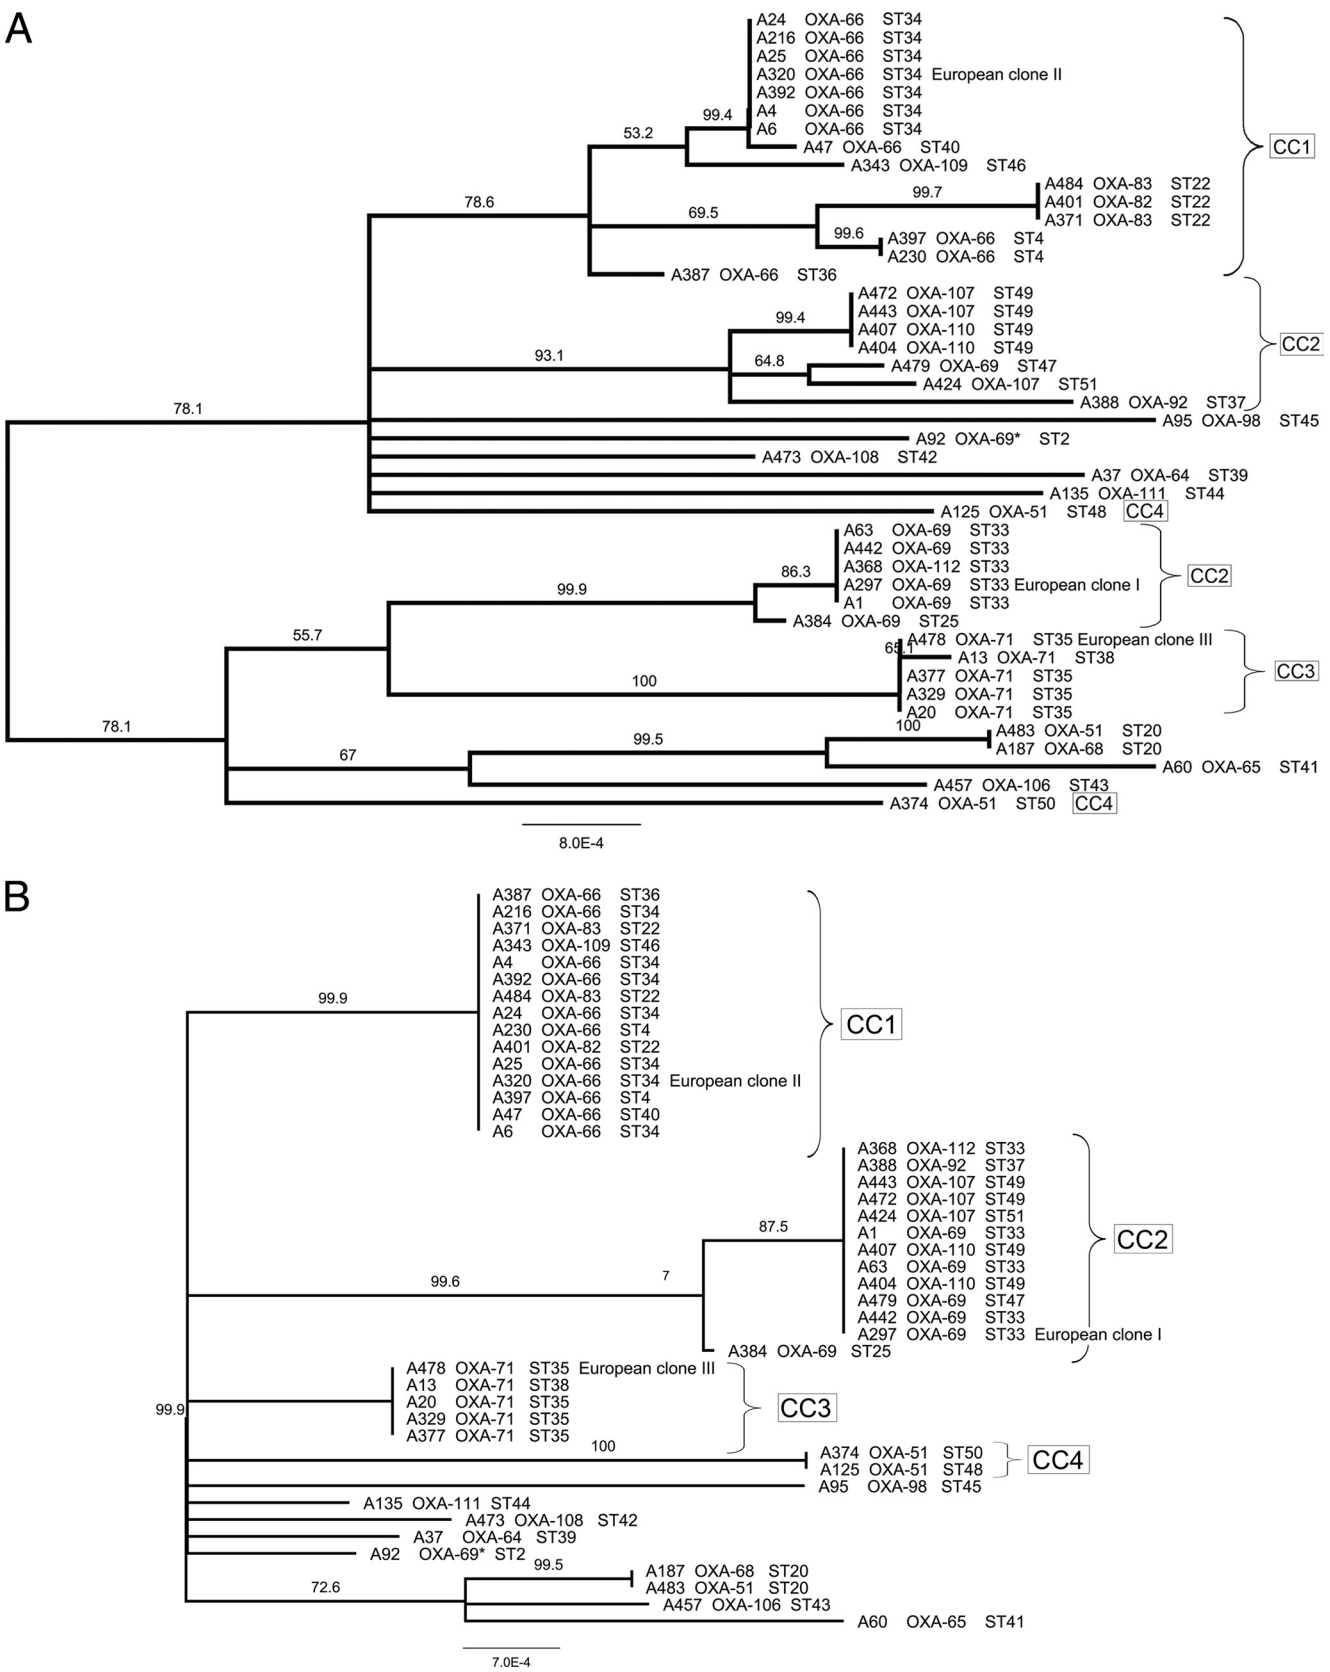 A
A24 OXA-66 ST34
A216 OXA-66 ST34
A25 OXA-66 ST34
A320 OXA-66 ST34 European clone II
A392 OXA-66 ST34
99.4 A4 OXA-66 ST34
53.2 A6 OXA-66 ST34
A47 OXA-66 ST40
CC1
A343 OXA-109 ST46
A484 OXA-83 ST22
99.7
78.6 A401 OXA-82 ST22
69.5 A371 OXA-83 ST22
99.6 A397 OXA-66 ST4
A230 OXA-66 ST4
A387 OXA-66 ST36
A472 OXA-107 ST49
99.4 A443 OXA-107 ST49
A407 OXA-110 ST49
CC2
93.1 A404 OXA-110 ST49
64.8 A479 OXA-69 ST47
A424 OXA-107 ST51
A388 OXA-92 ST37
78.1
A95 OXA-98 ST45
A92 OXA-69* ST2
A473 OXA-108 ST42
A37 OXA-64 ST39
A135 OXA-111 ST44
A125 OXA-51 ST48 CC4
A63 OXA-69 ST33
A442 OXA-69 ST33
86.3 A368 OXA-112 ST33
CC2
99.9 A297 OXA-69 ST33 European clone I
A1 OXA-69 ST33
A384 OXA-69 ST25
55.7 A478 OXA-71 ST35 European clone III
65.1
A13 OXA-71 ST38
CC3
100 A377 OXA-71 ST35
A329 OXA-71 ST35
A20 OXA-71 ST35
78.1 100
A483 OXA-51 ST20
99.5 A187 OXA-68 ST20
67 A60 OXA-65 ST41
A457 OXA-106 ST43
A374 OXA-51 ST50 CC4
8.0E-4
B
A387 OXA-66 ST36
A216 OXA-66 ST34
A371 OXA-83 ST22
A343 OXA-109 ST46
A4 OXA-66 ST34
A392 OXA-66 ST34
99.9 A484 OXA-83 ST22
A24 OXA-66 ST34
CC1
A230 OXA-66 ST4
A401 OXA-82 ST22
A25 OXA-66 ST34
A320 OXA-66 ST34 European clone II
A397 OXA-66 ST4
A47 OXA-66 ST40
A6 OXA-66 ST34
A368 OXA-112 ST33
A388 OXA-92 ST37
A443 OXA-107 ST49
A472 OXA-107 ST49
87.5 A424 OXA-107 ST51
A1 OXA-69 ST33
CC2
A407 OXA-110 ST49
99.6 7 A63 OXA-69 ST33
A404 OXA-110 ST49
A479 OXA-69 ST47
A442 OXA-69 ST33
A297 OXA-69 ST33 European clone I
A384 OXA-69 ST25
A478 OXA-71 ST35 European clone III
A13 OXA-71 ST38
A20 OXA-71 ST35
CC3
99.9 A329 OXA-71 ST35
A377 OXA-71 ST35
100 A374 OXA-51 ST50
CC4
A125 OXA-51 ST48
A95 OXA-98 ST45
A135 OXA-111 ST44
A473 OXA-108 ST42
A37 OXA-64 ST39
A92 OXA-69* ST2
99.5 A187 OXA-68 ST20
72.6 A483 OXA-51 ST20
A457 OXA-106 ST43
A60 OXA-65 ST41
7.0E-4